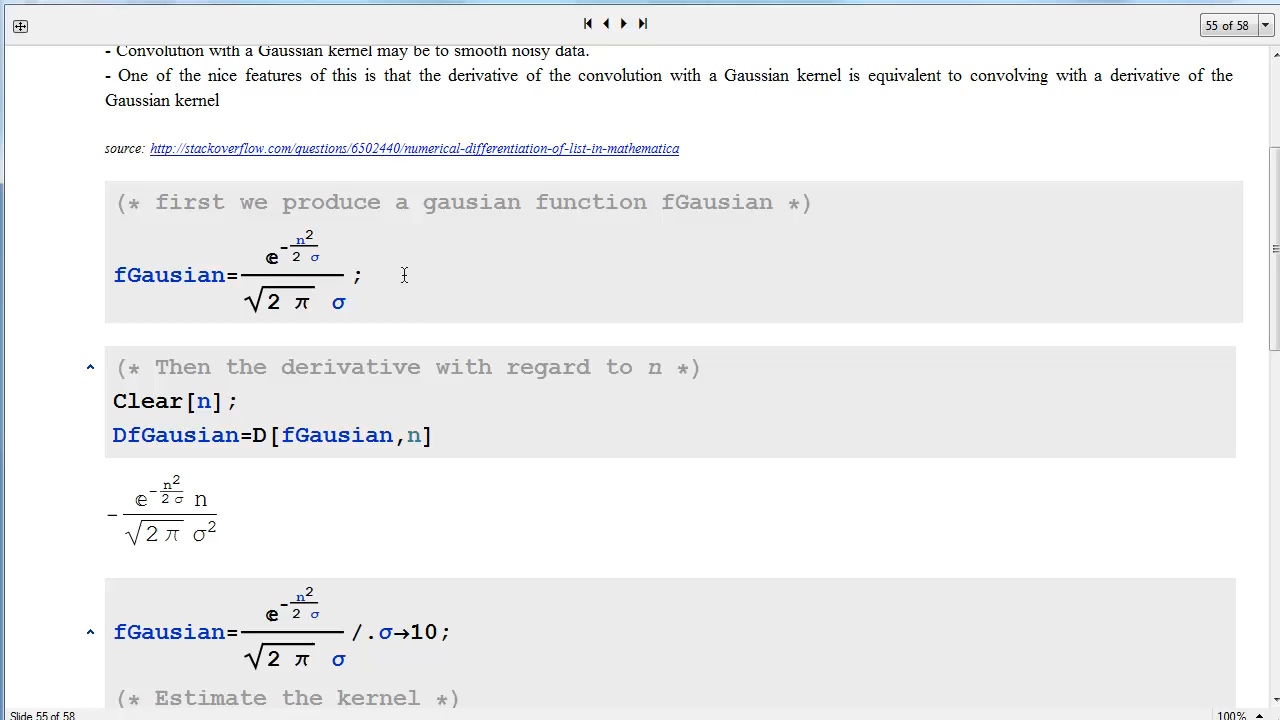 55 of 58
- Convolution with a Gaussian kernel may be to smooth noisy data.
- One of the nice features of this is that the derivative of the convolution with a Gaussian kernel is equivalent to convolving with a derivative of the
Gaussian kernel
source: http://stackoverflow.com/questions/6502440/numerical-differentiation-of-list-in-mathematica
(* first we produce a gausian function fGausian *)
fGausian=ⅇ^(-n²/(2 σ))/(√(2 π) σ);
(* Then the derivative with regard to n *)
Clear[n];
DfGausian=D[fGausian,n]
-(ⅇ^(-n²/(2 σ)) n)/(√(2 π) σ²)
fGausian=ⅇ^(-n²/(2 σ))/(√(2 π) σ)/.σ→10;
(* Estimate the kernel *)
Slide 55 of 58
100%